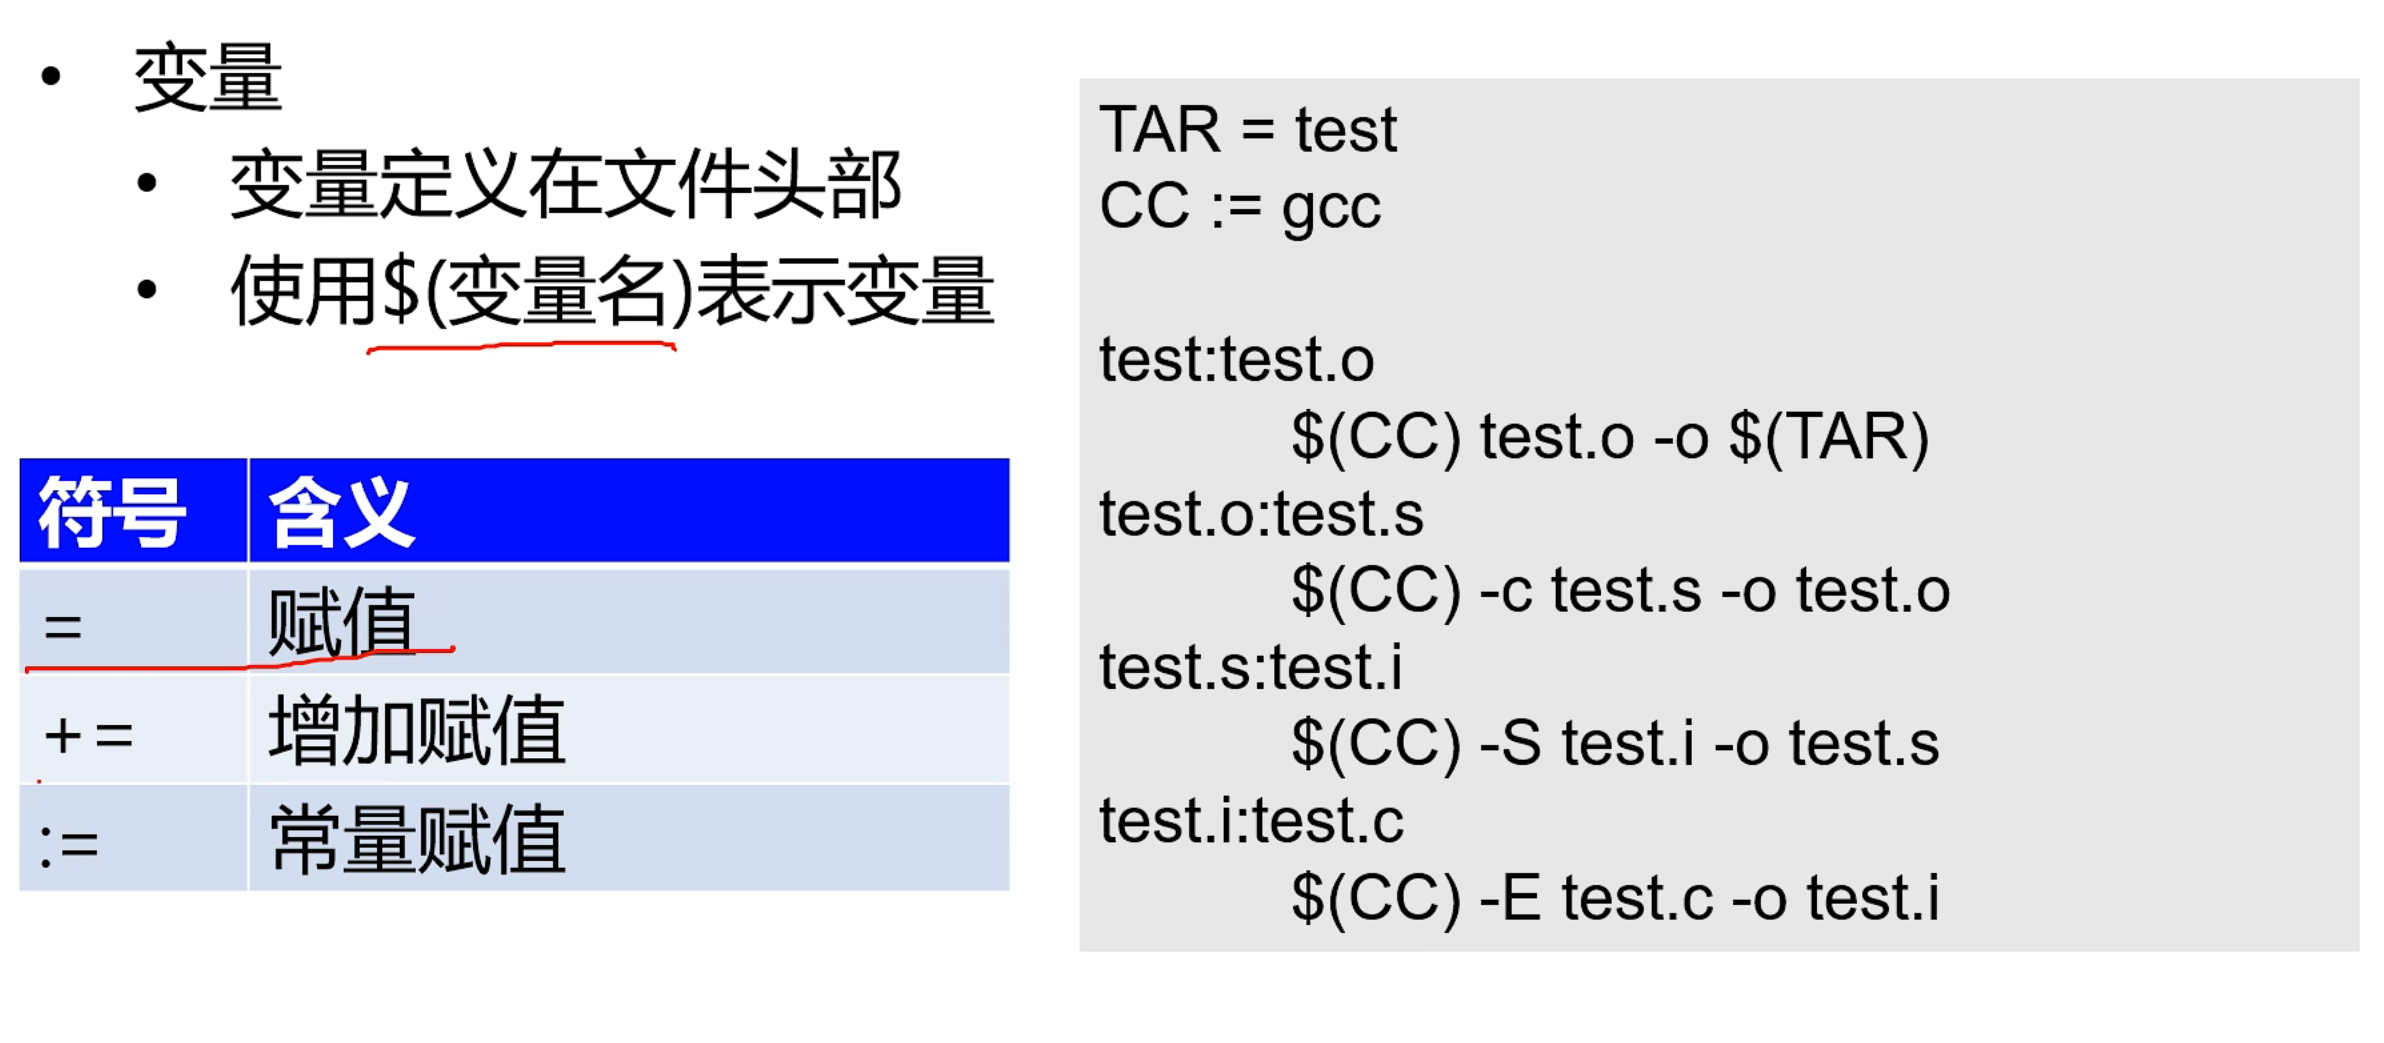 • 变量
• 变量定义在文件头部
• 使用$(变量名)表示变量
符号 含义
= 赋值
+= 增加赋值
:= 常量赋值
TAR = test
CC := gcc
test:test.o
$(CC) test.o -o $(TAR)
test.o:test.s
$(CC) -c test.s -o test.o
test.s:test.i
$(CC) -S test.i -o test.s
test.i:test.c
$(CC) -E test.c -o test.i